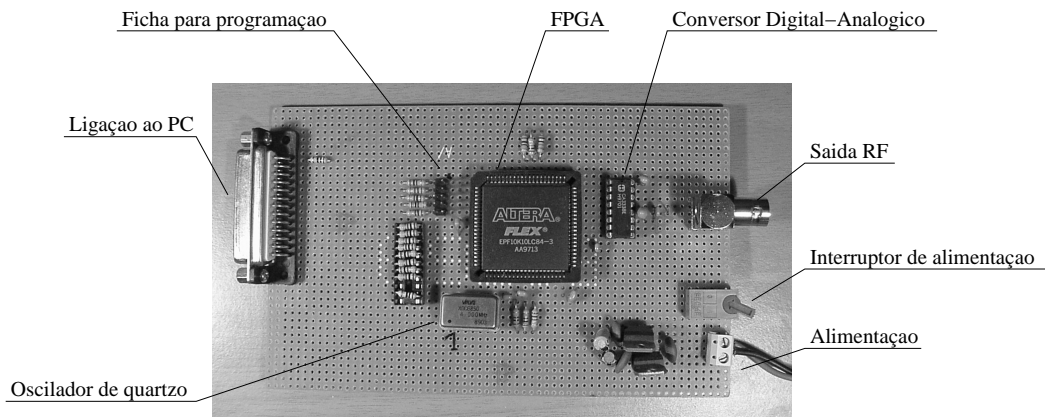 Ficha para programaçao
FPGA
Conversor Digital−Analogico
Ligaçao ao PC
Saida RF
ALTERA
FLEX
EPF10K10LC84−3
AA9713
Interruptor de alimentaçao
1
Alimentaçao
Oscilador de quartzo